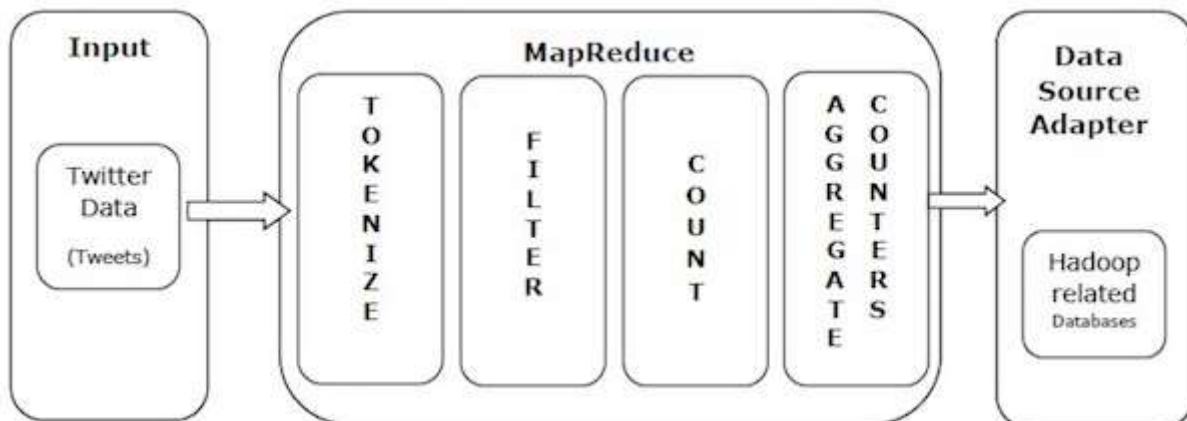 Input
Twitter
Data
(Tweets)
MapReduce
TOKENIZE
FILTER
COUNT
AGGREGATE
COUNTERS
Data
Source
Adapter
Hadoop
related
Databases